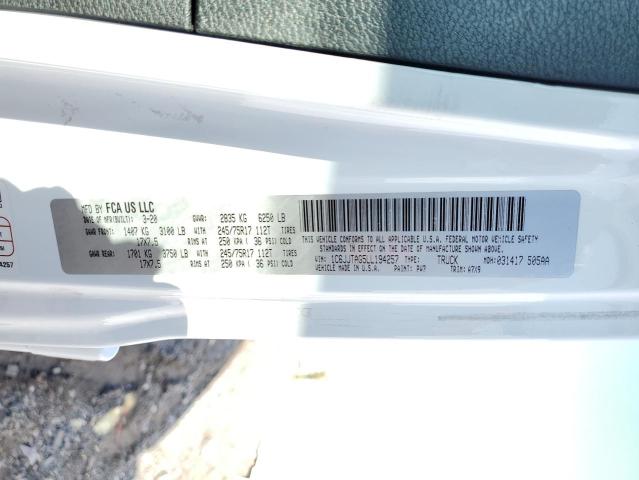 MFD BY FCA US LLC
DATE OF MFR(BUILT): 3-20 GVWR: 2835 KG 6250 LB
GAWR FRONT: 1407 KG 3100 LB WITH 245/75R17 112T TIRES
17X7.5 RIMS AT 250 KPA ( 36 PSI) COLD
GAWR REAR: 1701 KG 3750 LB WITH 245/75R17 112T TIRES
17X7.5 RIMS AT 250 KPA ( 36 PSI) COLD
THIS VEHICLE CONFORMS TO ALL APPLICABLE U.S.A. FEDERAL MOTOR VEHICLE SAFETY
STANDARDS IN EFFECT ON THE DATE OF MANUFACTURE SHOWN ABOVE.
VIN: 1C6JJTAG5LL194257 TYPE: TRUCK MDH: 031417 505AA
MADE IN U.S.A. PAINT: PW7 TRIM: A7X9
4257